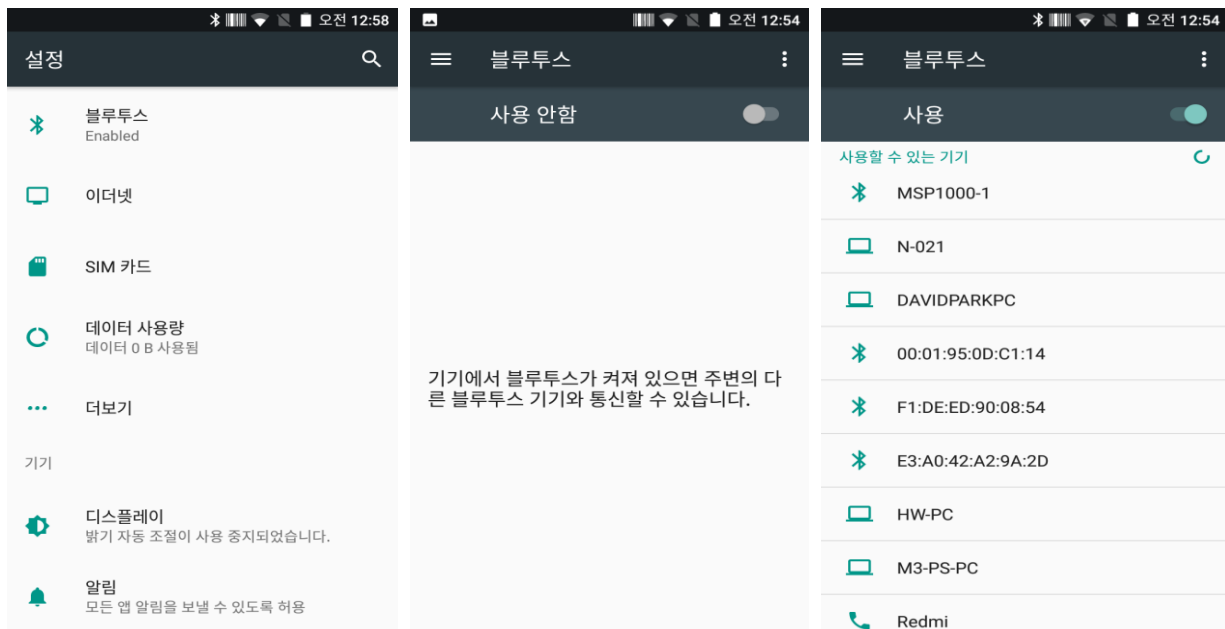 오전 12:58
설정
블루투스
Enabled
이더넷
SIM 카드
데이터 사용량
데이터 0 B 사용됨
더보기
기기
디스플레이
밝기 자동 조절이 사용 중지되었습니다.
알림
모든 앱 알림을 보낼 수 있도록 허용
오전 12:54
블루투스
사용 안함
기기에서 블루투스가 켜져 있으면 주변의 다
른 블루투스 기기와 통신할 수 있습니다.
오전 12:54
블루투스
사용
사용할 수 있는 기기
MSP1000-1
N-021
DAVIDPARKPC
00:01:95:0D:C1:14
F1:DE:ED:90:08:54
E3:A0:42:A2:9A:2D
HW-PC
M3-PS-PC
Redmi